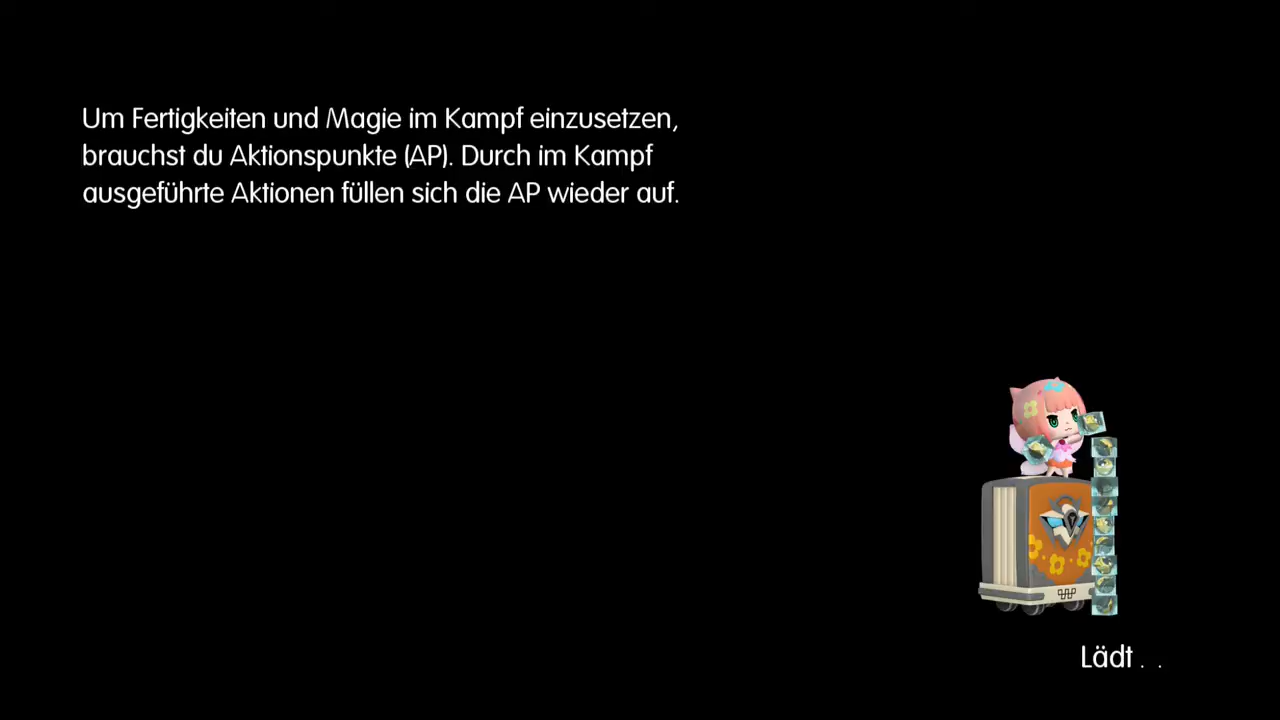 Um Fertigkeiten und Magie im Kampf einzusetzen,
brauchst du Aktionspunkte (AP). Durch im Kampf
ausgeführte Aktionen füllen sich die AP wieder auf.
Lädt . .